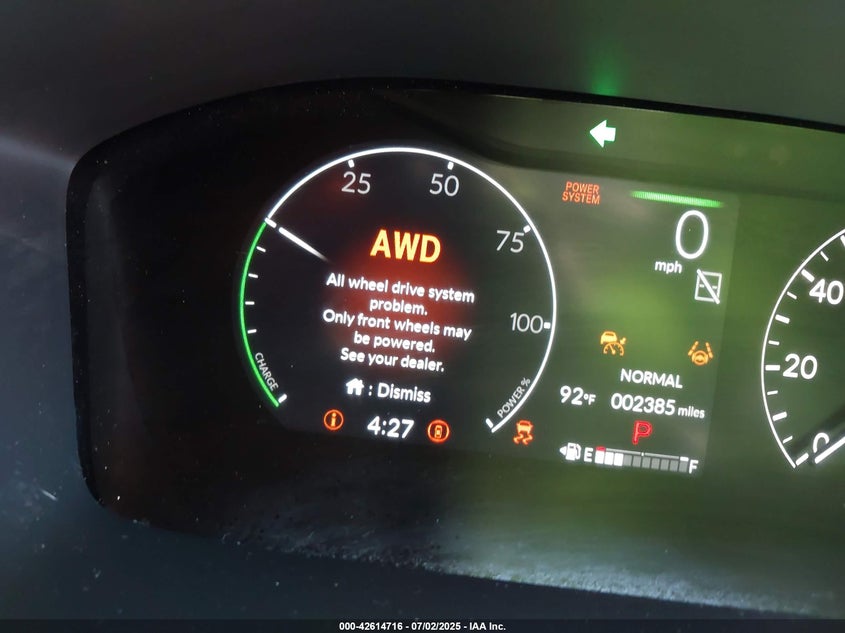 25
50
75
100
POWER %
CHARGE
AWD
All wheel drive system
problem.
Only front wheels may
be powered.
See your dealer.
: Dismiss
4:27
POWER
SYSTEM
0
mph
NORMAL
92°F
002385 miles
P
E
F
40
20
0
000-42614716 - 07/02/2025 - IAA Inc.